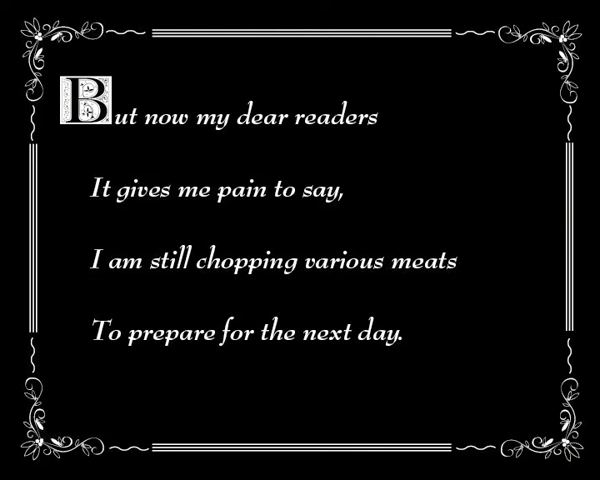 But now my dear readers
It gives me pain to say,
I am still chopping various meats
To prepare for the next day.